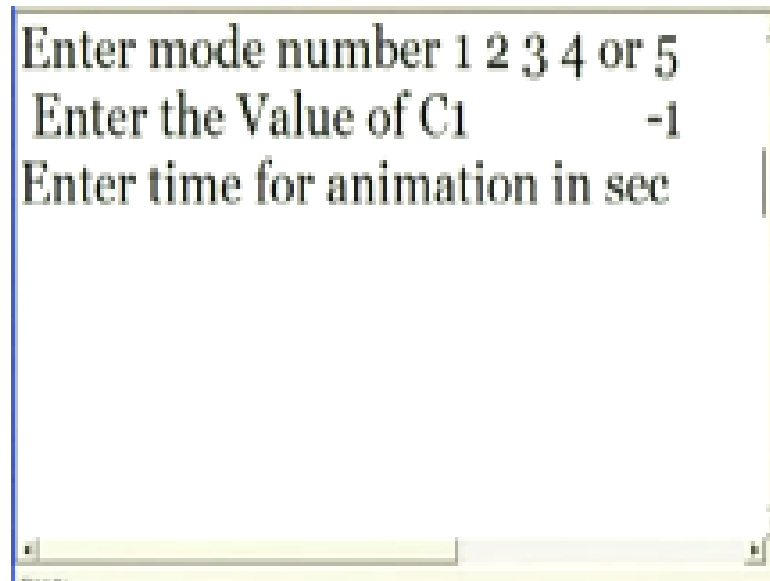 Enter mode number 1 2 3 4 or 5
Enter the Value of C1 -1
Enter time for animation in sec